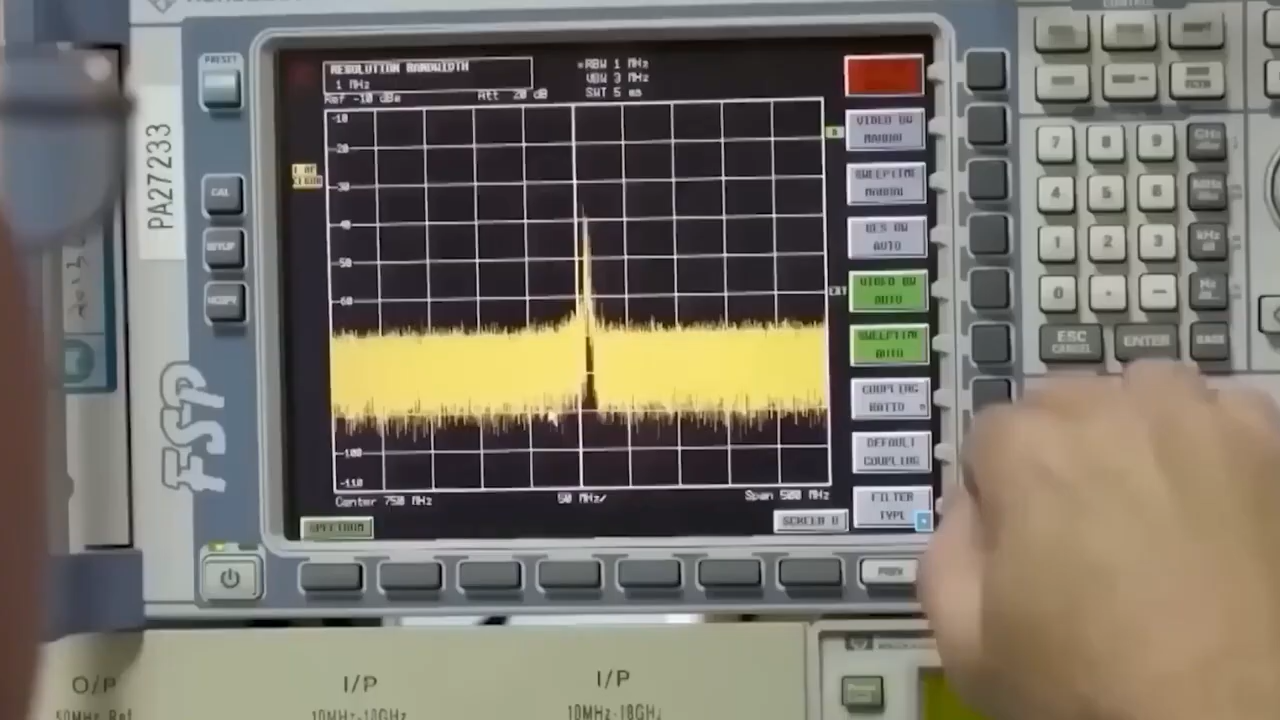 PRESET
RESOLUTION BANDWIDTH
1 MHz
Ref -10 dBm
Att 20 dB
*RBW 1 MHz
VBW 3 MHz
SWT 5 ms
-10
-20
-30
-40
-50
-60
-100
-110
Center 750 MHz
50 MHz/
Span 500 MHz
SPECTRUM
SCREEN B
EXT
VIDEO BW
MANUAL
SWEEPTIME
MANUAL
RES BW
AUTO
VIDEO BW
AUTO
SWEEPTIME
AUTO
COUPLING
RATIO
DEFAULT
COUPLING
FILTER
TYPE
PA27233
CAL
SETUP
FSP
PREV
7 8 9 GHz
4 5 6 MHz
1 2 3 kHz
0 . - Hz
ESC
CANCEL
ENTER
BACK
O/P
50MHz Ref
I/P
10MHz-18GHz
I/P
10MHz-18GHz